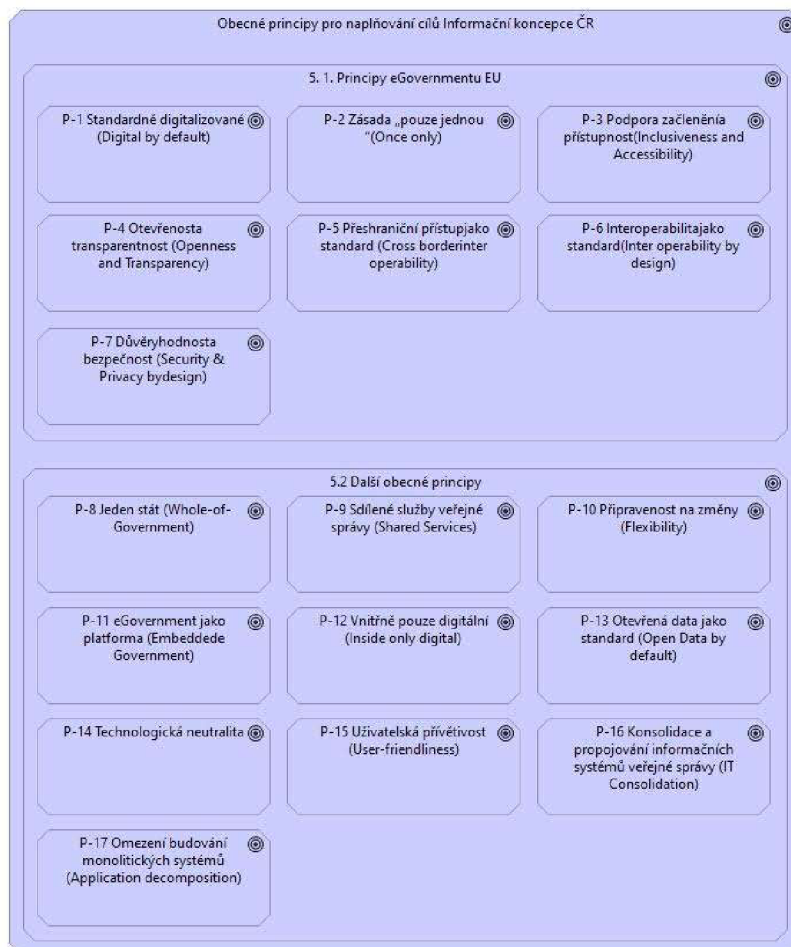 Obecné principy pro naplňování cílů Informační koncepce ČR
5. 1. Principy eGovernmentu EU
P-1 Standardné digitalizované
(Digital by default)
P-2 Zásada „pouze jednou
“(Once only)
P-3 Podpora začleněnía
přístupnost(Inclusiveness and
Accessibility)
P-4 Otevřenosta
transparentnost (Openness
and Transparency)
P-5 Přeshraniční přístupjako
standard (Cross borderinter
operability)
P-6 Interoperabilitajako
standard(Inter operability by
design)
P-7 Důvěryhodnosta
bezpečnost (Security &
Privacy bydesign)
5.2 Další obecné principy
P-8 Jeden stát (Whole-of-
Government)
P-9 Sdílené služby veřejné
správy (Shared Services)
P-10 Připravenost na změny
(Flexibility)
P-11 eGovernment jako
platforma (Embeddede
Government)
P-12 Vnitřně pouze digitální
(Inside only digital)
P-13 Otevřená data jako
standard (Open Data by
default)
P-14 Technologická neutralita
P-15 Uživatelská přívětivost
(User-friendliness)
P-16 Konsolidace a
propojování informačních
systémů veřejné správy (IT
Consolidation)
P-17 Omezení budování
monolitických systémů
(Application decomposition)